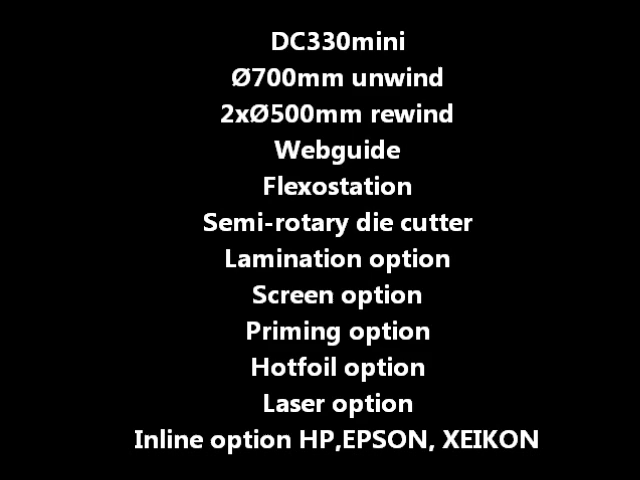 DC330mini
Ø700mm unwind
2xØ500mm rewind
Webguide
Flexostation
Semi-rotary die cutter
Lamination option
Screen option
Priming option
Hotfoil option
Laser option
Inline option HP,EPSON, XEIKON